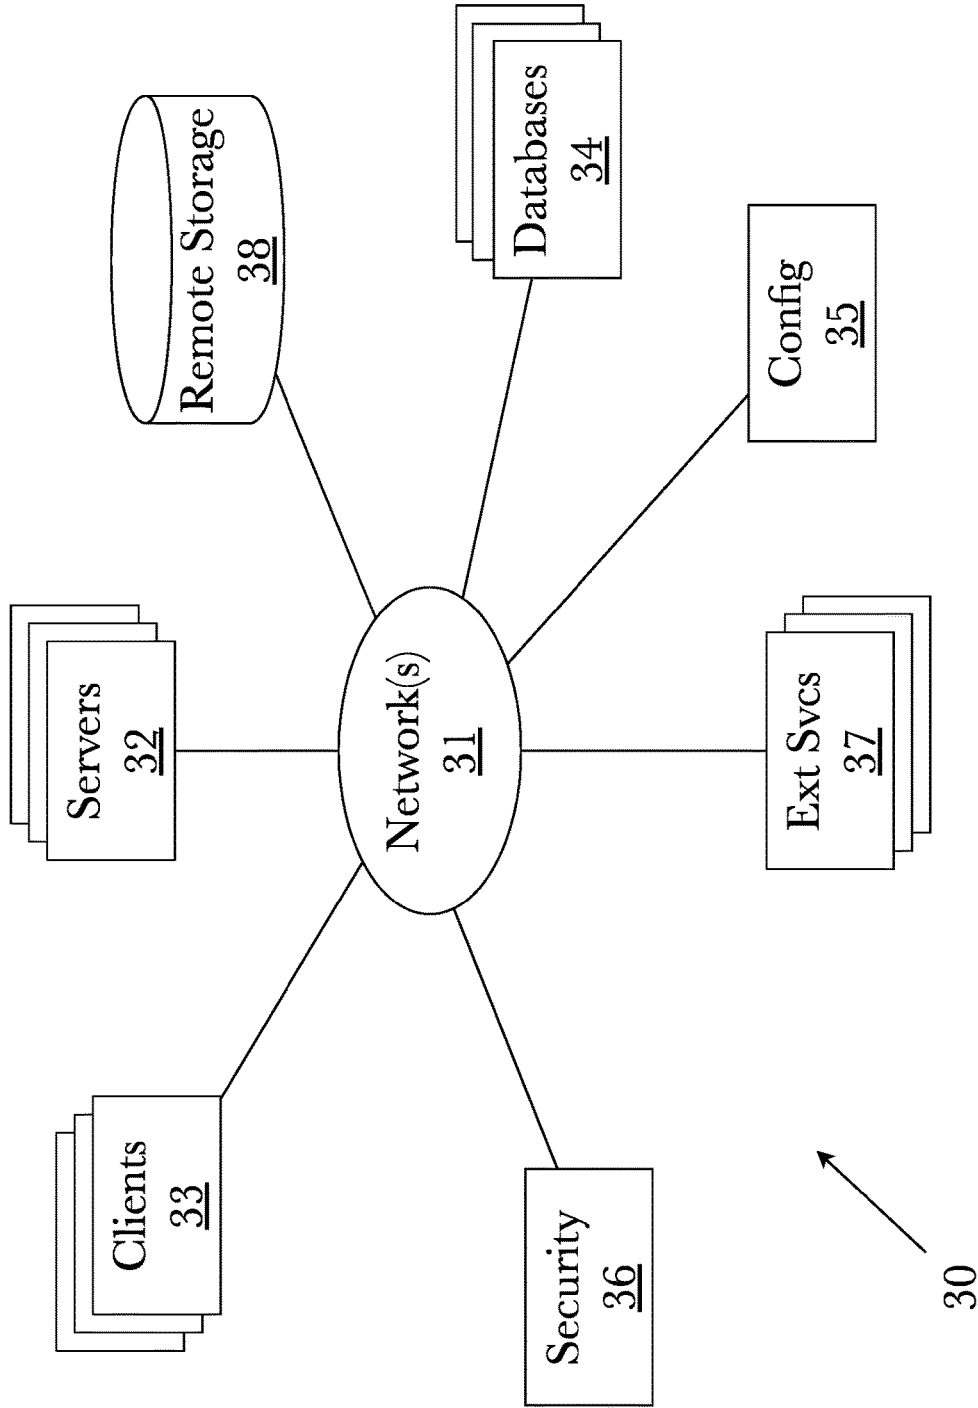 Clients
33
Servers
32
Remote Storage
38
Network(s)
31
Databases
34
Security
36
Ext Svcs
37
Config
35
30